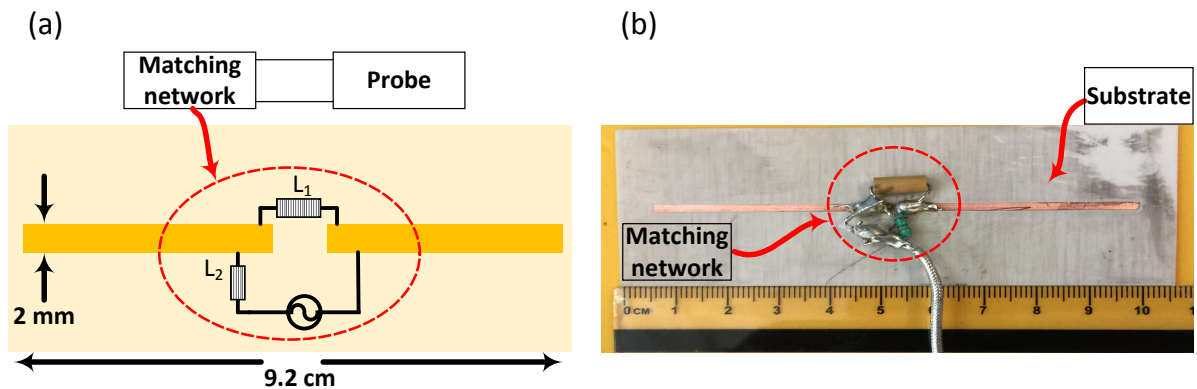 (a)
Matching
network
Probe
L₁
L₂
2 mm
9.2 cm
(b)
Substrate
Matching
network
0 CM 1 2 3 4 5 6 7 8 9 10 11